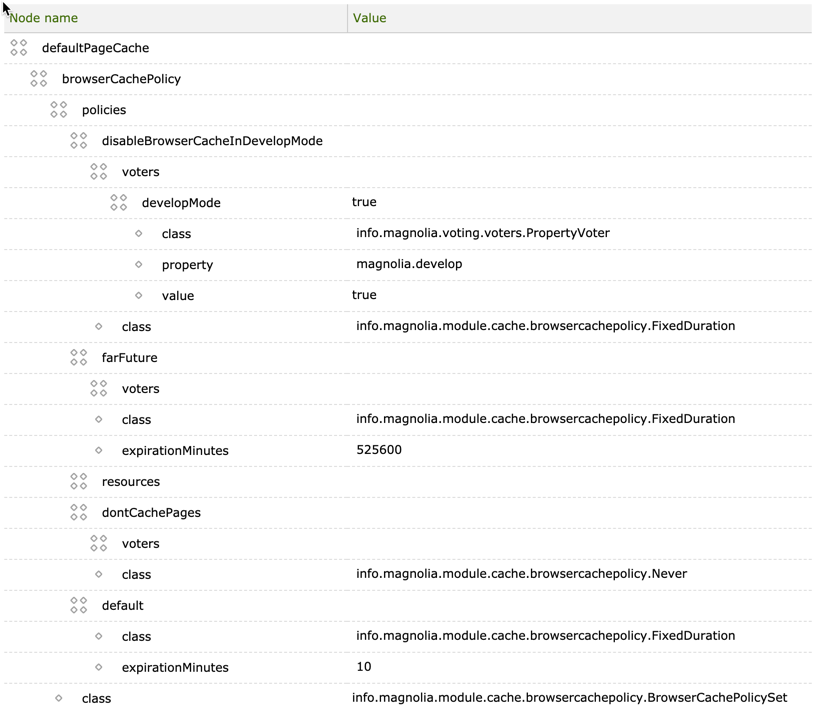 Node name Value
defaultPageCache
browserCachePolicy
policies
disableBrowserCacheInDevelopMode
voters
developMode true
class info.magnolia.voting.voters.PropertyVoter
property magnolia.develop
value true
class info.magnolia.module.cache.browsercachepolicy.FixedDuration
farFuture
voters
class info.magnolia.module.cache.browsercachepolicy.FixedDuration
expirationMinutes 525600
resources
dontCachePages
voters
class info.magnolia.module.cache.browsercachepolicy.Never
default
class info.magnolia.module.cache.browsercachepolicy.FixedDuration
expirationMinutes 10
class info.magnolia.module.cache.browsercachepolicy.BrowserCachePolicySet